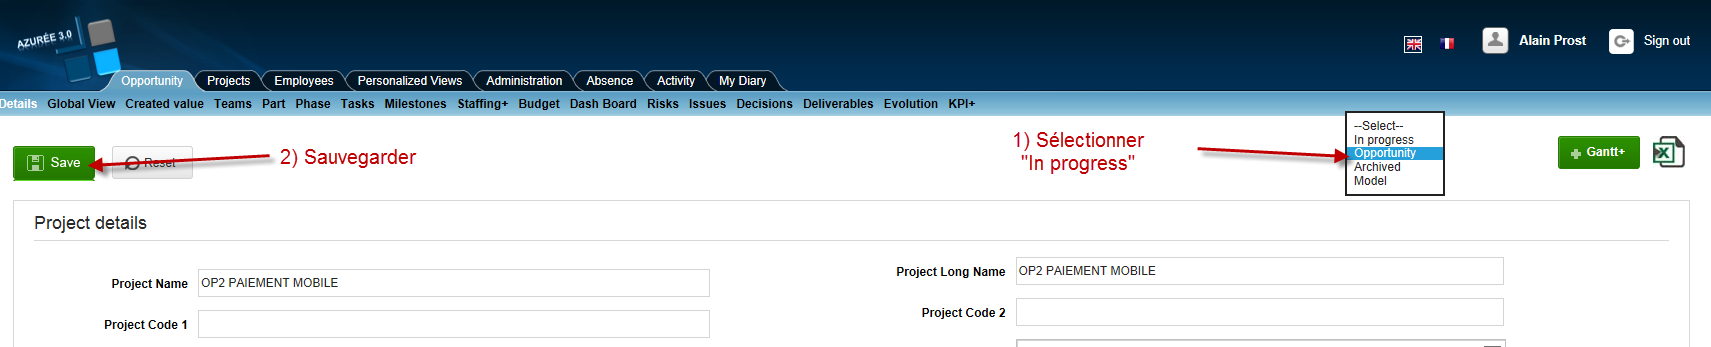 AZURÉE 3.0
Alain Prost
Sign out
Opportunity Projects Employees Personalized Views Administration Absence Activity My Diary
Details Global View Created value Teams Part Phase Tasks Milestones Staffing+ Budget Dash Board Risks Issues Decisions Deliverables Evolution KPI+
Save
Reset
2) Sauvegarder
1) Sélectionner
"In progress"
--Select--
In progress
Opportunity
Archived
Model
Gantt+
Project details
Project Name OP2 PAIEMENT MOBILE
Project Long Name OP2 PAIEMENT MOBILE
Project Code 1
Project Code 2